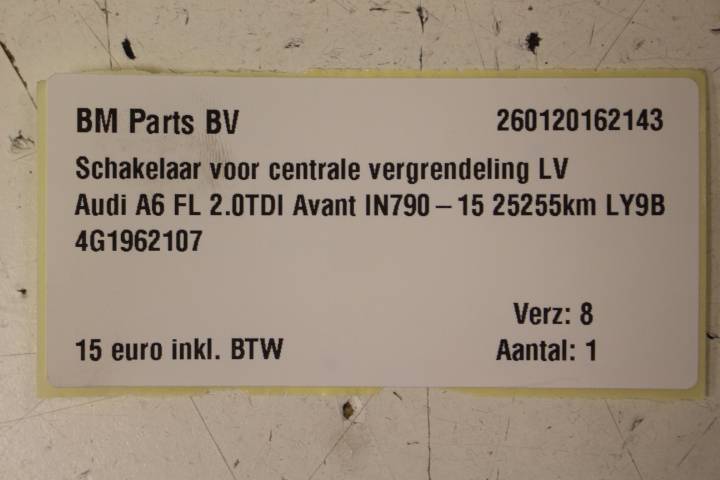 BM Parts BV 260120162143
Schakelaar voor centrale vergrendeling LV
Audi A6 FL 2.0TDI Avant IN790-15 25255km LY9B
4G1962107
Verz: 8
15 euro inkl. BTW Aantal: 1